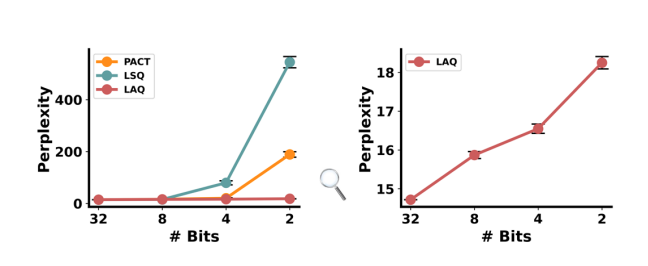 PACT
LSQ
LAQ
Perplexity
400
200
0
32
8
4
2
# Bits
LAQ
Perplexity
18
17
16
15
32
8
4
2
# Bits